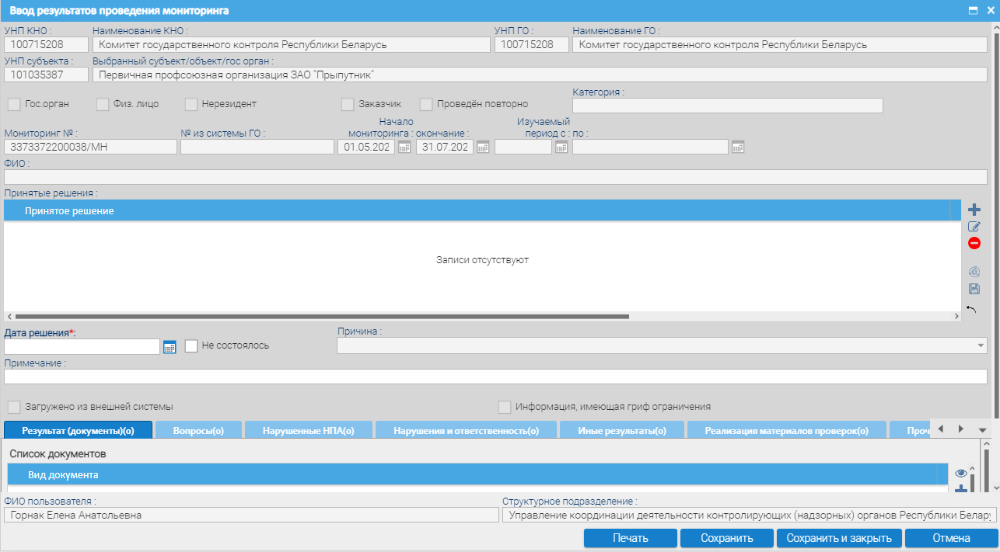 Ввод результатов проведения мониторинга
УНП КНО : Наименование КНО : УНП ГО : Наименование ГО :
100715208 Комитет государственного контроля Республики Беларусь 100715208 Комитет государственного контроля Республики Беларусь
УНП субъекта : Выбранный субъект/объект/гос орган :
101035387 Первичная профсоюзная организация ЗАО "Прыпутник"
Категория :
Гос.орган Физ. лицо Нерезидент Заказчик Проведён повторно
Начало Изучаемый
Мониторинг № : № из системы ГО : мониторинга : окончание : период с : по :
3373372200038/МН 01.05.202 31.07.202
ФИО :
Принятые решения :
Принятое решение
Записи отсутствуют
Дата решения*: Причина :
Не состоялось
Примечание :
Загружено из внешней системы Информация, имеющая гриф ограничения
Результат (документы)(0) Вопросы(0) Нарушенные НПА(0) Нарушения и ответственность(0) Иные результаты(0) Реализация материалов проверок(0) Проч
Список документов
Вид документа
ФИО пользователя : Структурное подразделение :
Горнак Елена Анатольевна Управление координации деятельности контролирующих (надзорных) органов Республики Белару
Печать Сохранить Сохранить и закрыть Отмена